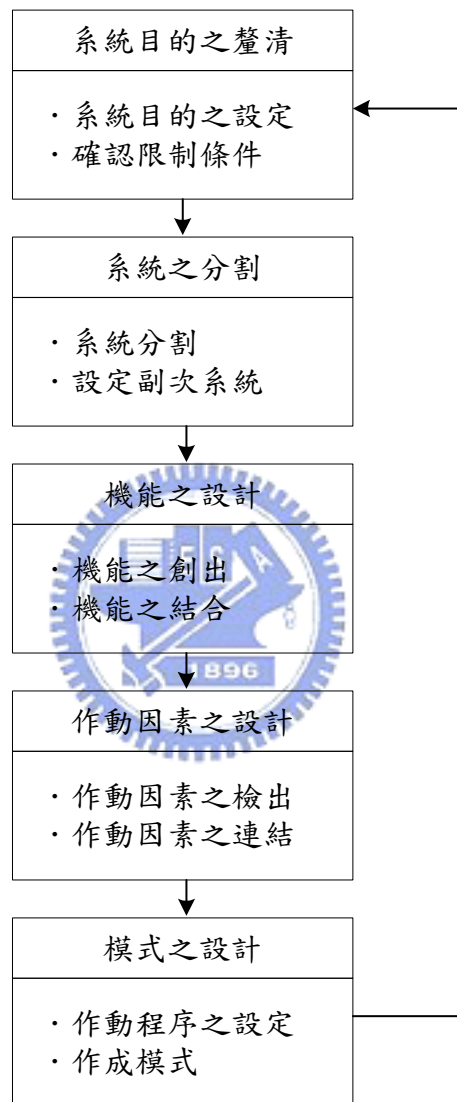 系統目的之釐清
・系統目的之設定
・確認限制條件
系統之分割
・系統分割
・設定副次系統
機能之設計
・機能之創出
・機能之結合
1896
作動因素之設計
・作動因素之檢出
・作動因素之連結
模式之設計
・作動程序之設定
・作成模式